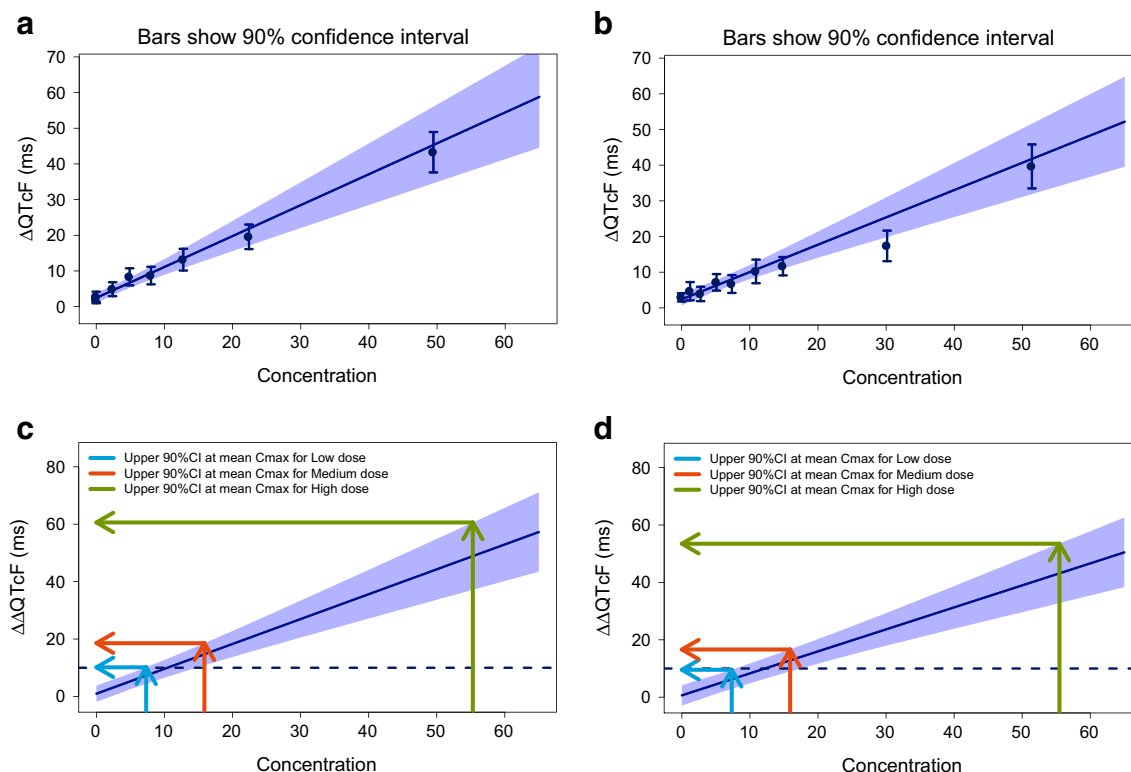 a
Bars show 90% confidence interval
70
60
50
40
30
20
10
0
ΔQTcF (ms)
0 10 20 30 40 50 60
Concentration
b
Bars show 90% confidence interval
70
60
50
40
30
20
10
0
ΔQTcF (ms)
0 10 20 30 40 50 60
Concentration
c
Upper 90%CI at mean Cmax for Low dose
Upper 90%CI at mean Cmax for Medium dose
Upper 90%CI at mean Cmax for High dose
80
60
40
20
0
ΔΔQTcF (ms)
0 10 20 30 40 50 60
Concentration
d
Upper 90%CI at mean Cmax for Low dose
Upper 90%CI at mean Cmax for Medium dose
Upper 90%CI at mean Cmax for High dose
80
60
40
20
0
ΔΔQTcF (ms)
0 10 20 30 40 50 60
Concentration